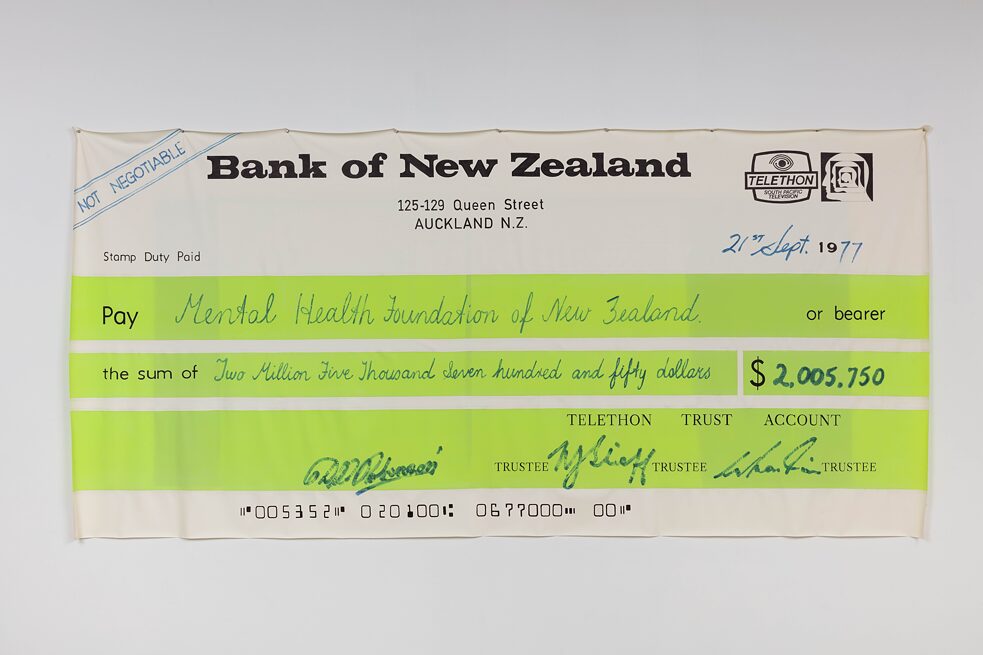 NOT NEGOTIABLE
Bank of New Zealand
125-129 Queen Street
AUCKLAND N.Z.
TELETHON
SOUTH PACIFIC
TELEVISION
21ST Sept. 1977
Stamp Duty Paid
Pay Mental Health Foundation of New Zealand. or bearer
the sum of Two Million Five Thousand Seven hundred and fifty dollars $ 2,005.750
TELETHON TRUST ACCOUNT
TRUSTEE TRUSTEE TRUSTEE
⑈005352⑈ 020100⑆ 0677000⑉ 00⑈